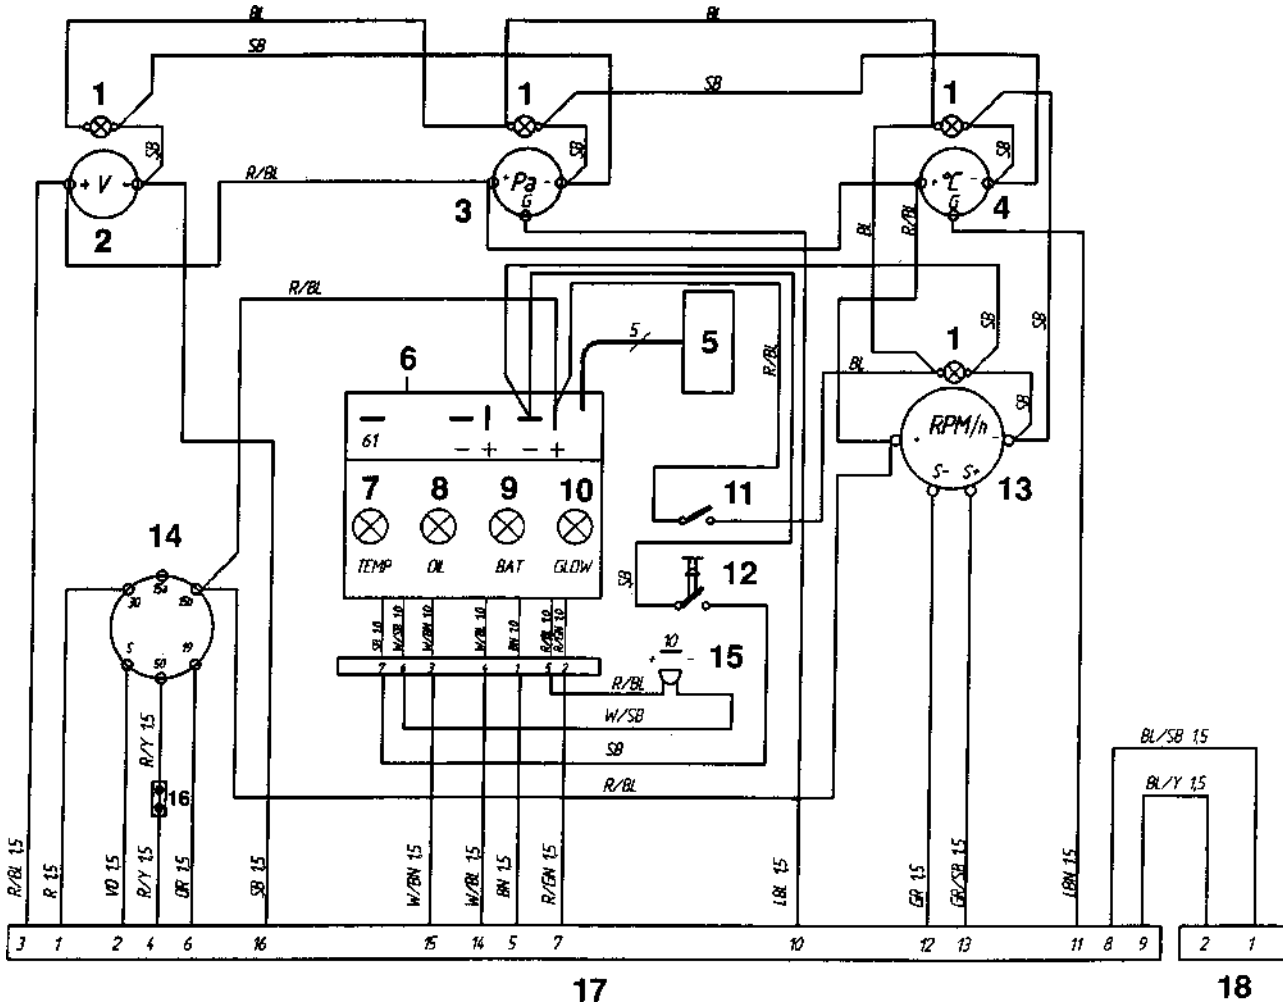 BL
BL
SB
SB
1
1
1
SB
SB
SB
+ V -
R/BL
+ Pa -
G
+ °C -
G
2
3
4
BL
R/BL
R/BL
5
5
6
R/BL
SB
SB
1
BL
SB
61
- + - +
RPM/h
+ -
S- S+
7
8
9
10
11
13
TEMP
OIL
BAT
GLOW
14
12
SB
30
15
S
50
19
SB 1.0
W/SB 1.0
W/BN 1.0
W/BL 1.0
BN 1.0
R/BL 1.0
R/GN 1.0
7 6 3 4 1 5 2
10
+ -
15
R/BL
W/SB
SB
R/Y 1,5
16
R/BL
BL/SB 1,5
BL/Y 1,5
R/BL 1,5
R 1,5
VO 1,5
R/Y 1,5
OR 1,5
SB 1,5
W/BN 1,5
W/BL 1,5
BN 1,5
R/GN 1,5
LBL 1,5
GR 1,5
GR/SB 1,5
LBN 1,5
3 1 2 4 6 16 15 14 5 7 10 12 13 11 8 9
2 1
17
18